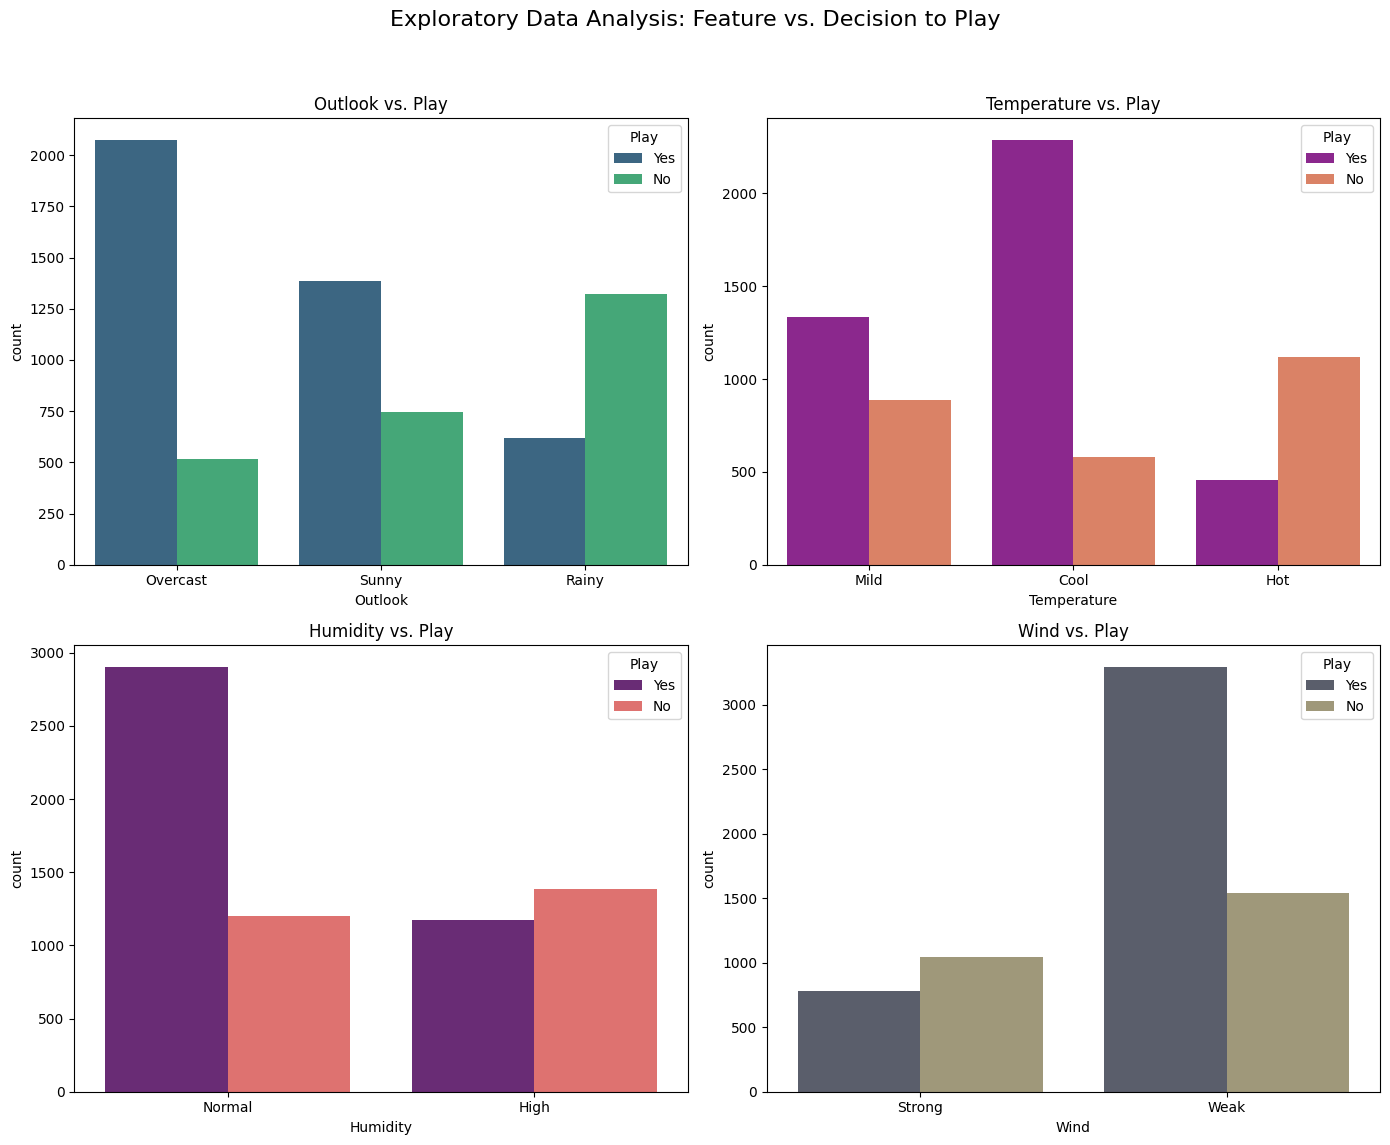 Exploratory Data Analysis: Feature vs. Decision to Play
Outlook vs. Play
Play
Yes
No
count
2000
1750
1500
1250
1000
750
500
250
0
Overcast
Sunny
Rainy
Outlook
Temperature vs. Play
Play
Yes
No
count
2000
1500
1000
500
0
Mild
Cool
Hot
Temperature
Humidity vs. Play
Play
Yes
No
count
3000
2500
2000
1500
1000
500
0
Normal
High
Humidity
Wind vs. Play
Play
Yes
No
count
3000
2500
2000
1500
1000
500
0
Strong
Weak
Wind